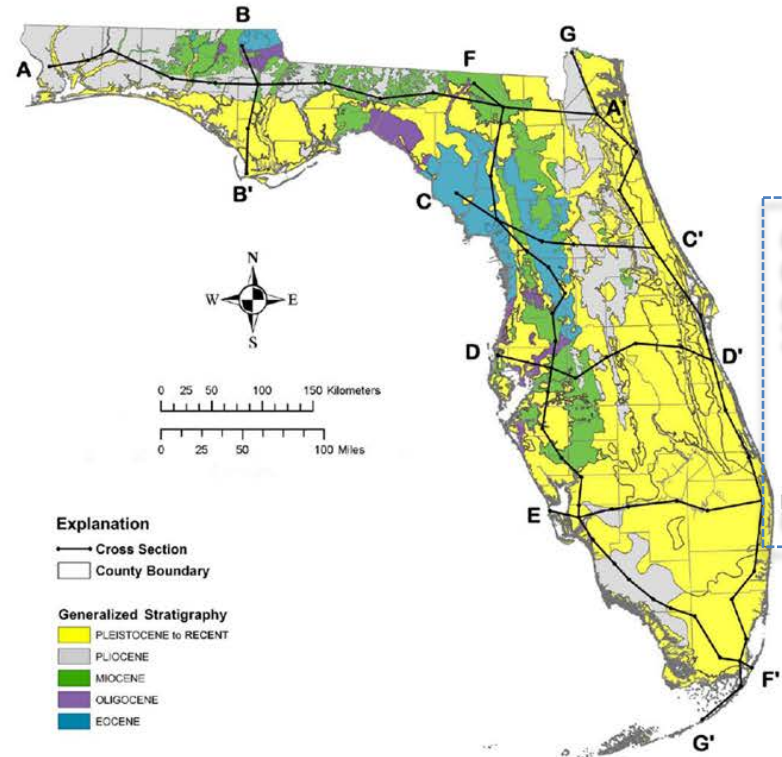 B
G
A
F
A'
B'
C
C'
N
W E
S
D
D'
0 25 50 100 150 Kilometers
0 25 50 100 Miles
E
Explanation
Cross Section
County Boundary
Generalized Stratigraphy
PLEISTOCENE to RECENT
PLIOCENE
MIOCENE
OLIGOCENE
EOCENE
F'
G'